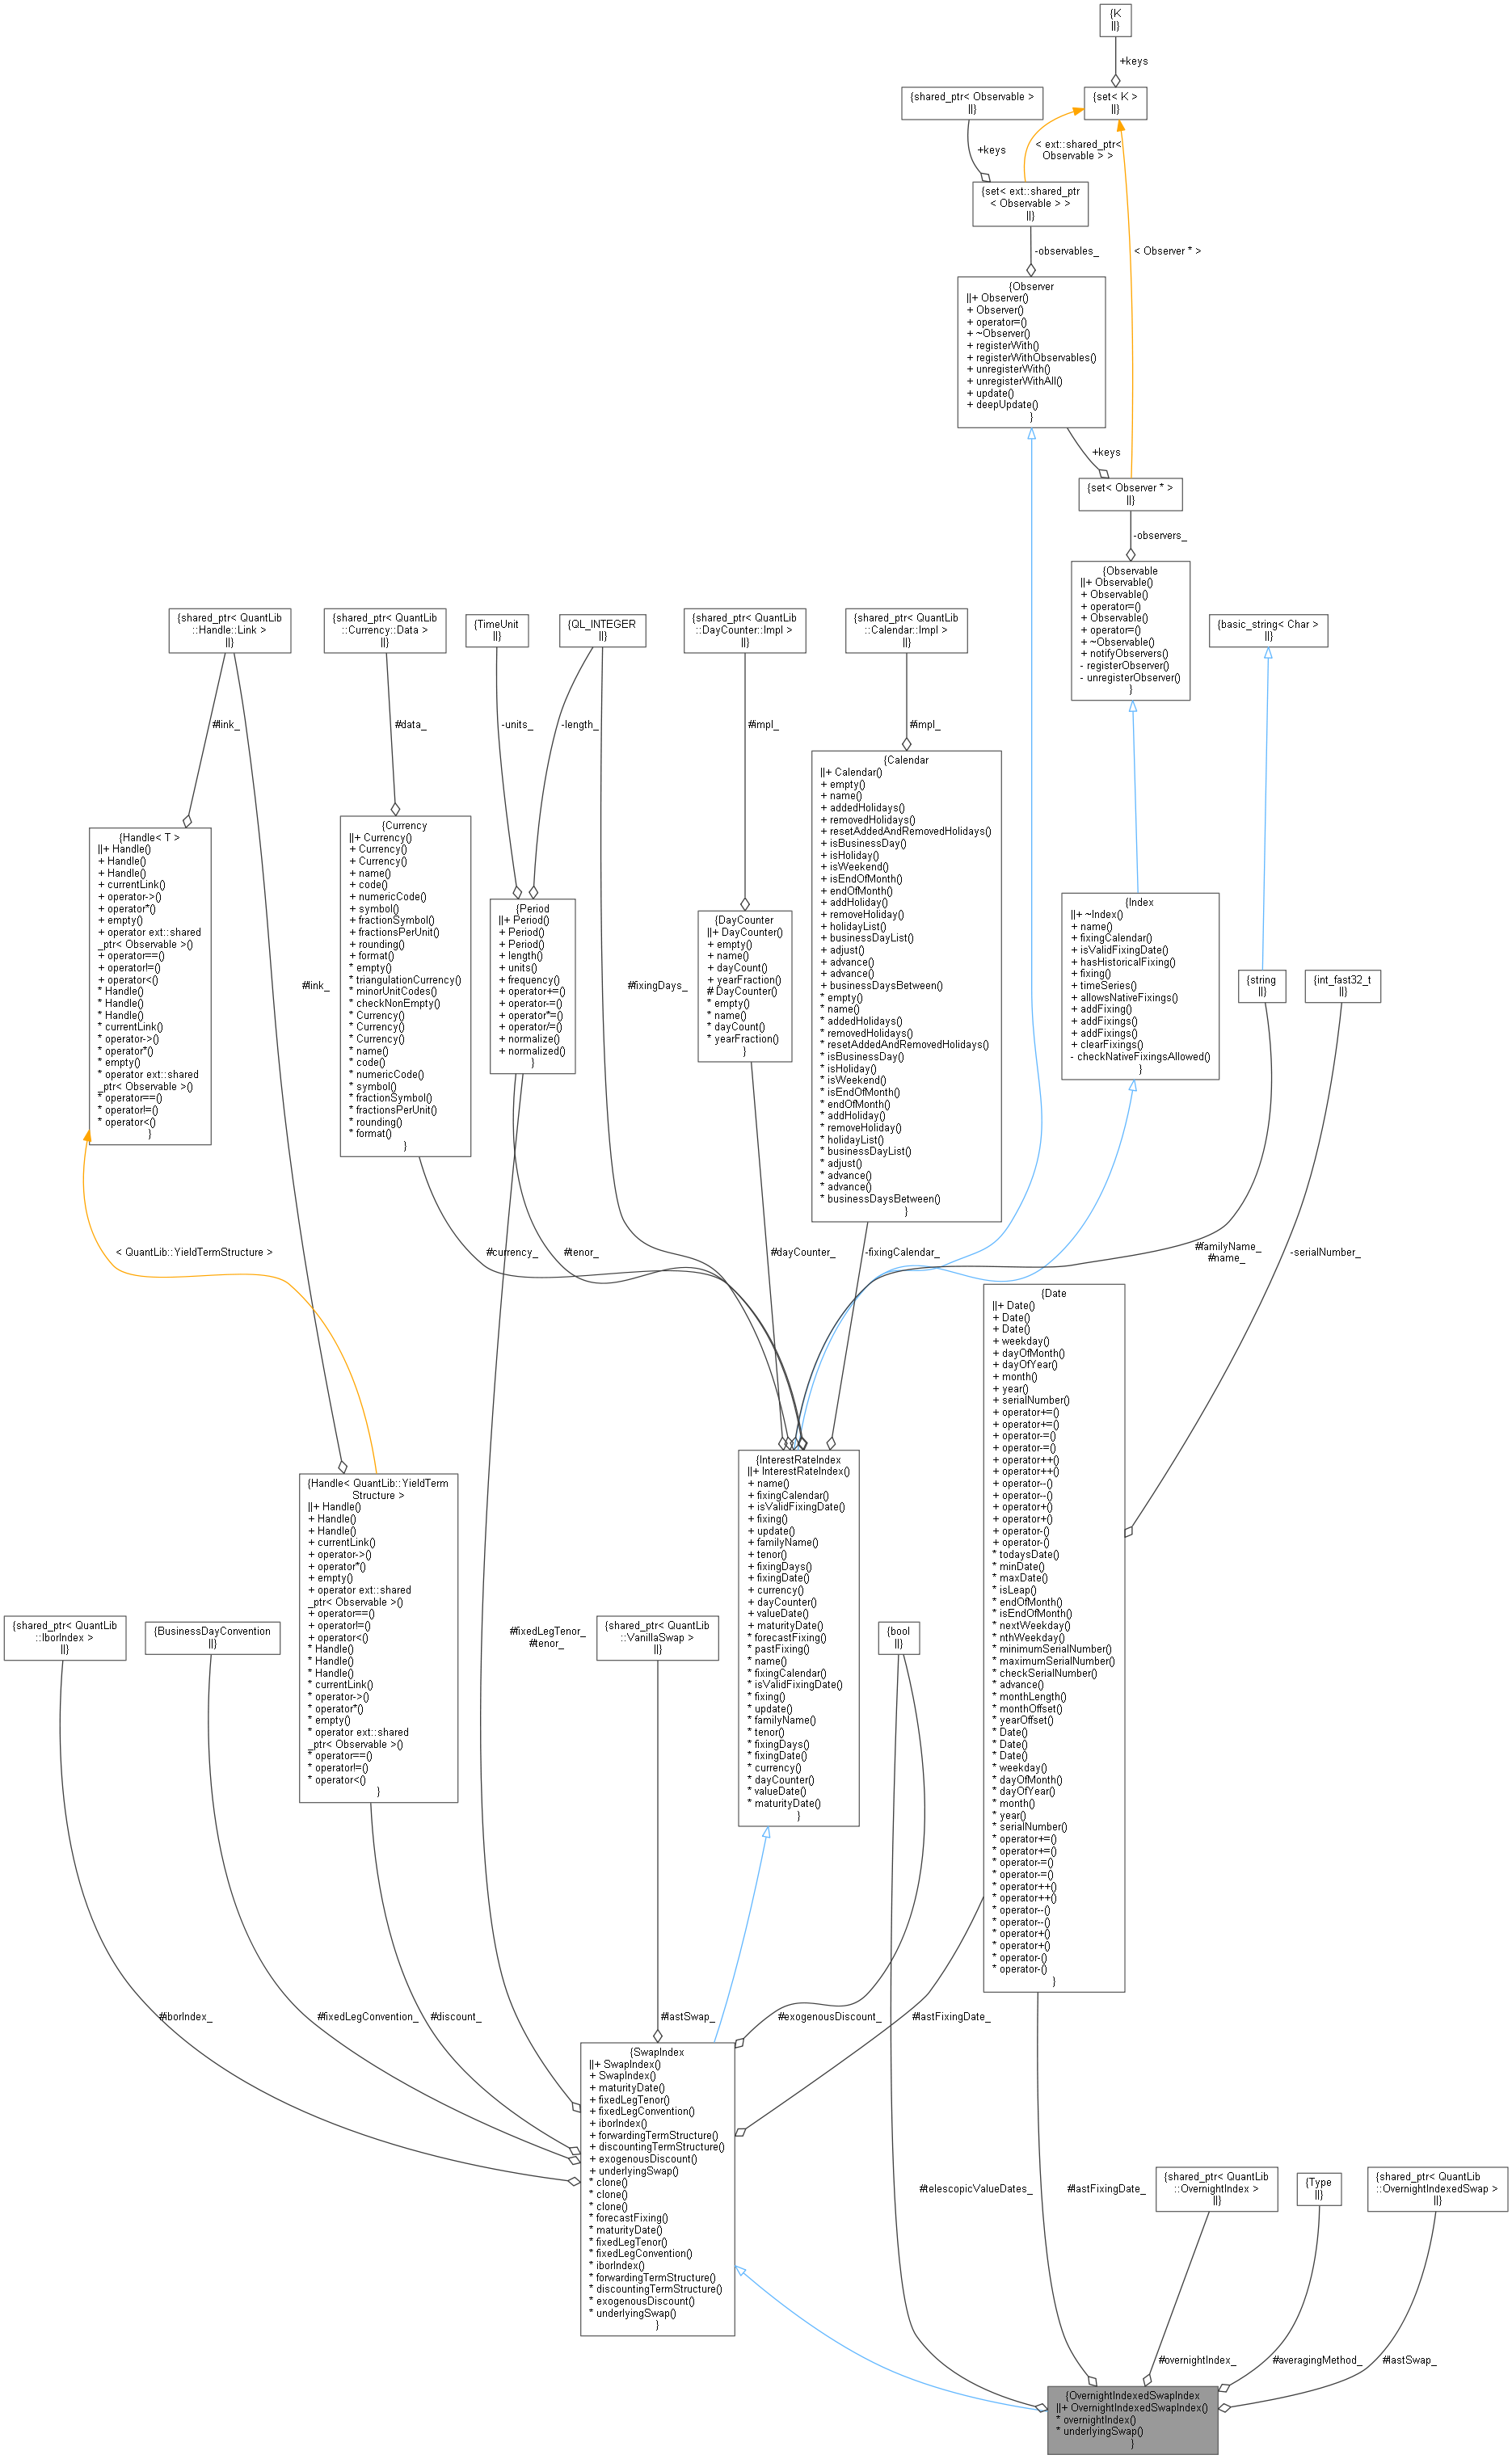 {K
||}
+keys
{shared_ptr< Observable >
||}
{set< K >
||}
+keys
< ext::shared_ptr<
Observable > >
{set< ext::shared_ptr
< Observable > >
||}
-observables_
< Observer * >
{Observer
||+ Observer()
+ Observer()
+ operator=()
+ ~Observer()
+ registerWith()
+ registerWithObservables()
+ unregisterWith()
+ unregisterWithAll()
+ update()
+ deepUpdate()
}
+keys
{set< Observer * >
||}
-observers_
{Observable
||+ Observable()
+ Observable()
+ operator=()
+ Observable()
+ operator=()
+ ~Observable()
+ notifyObservers()
- registerObserver()
- unregisterObserver()
}
{shared_ptr< QuantLib
::Handle::Link >
||}
{shared_ptr< QuantLib
::Currency::Data >
||}
{TimeUnit
||}
{QL_INTEGER
||}
{shared_ptr< QuantLib
::DayCounter::Impl >
||}
{shared_ptr< QuantLib
::Calendar::Impl >
||}
{basic_string< Char >
||}
#link_
#data_
-units_
-length_
#impl_
#impl_
{Handle< T >
||+ Handle()
+ Handle()
+ Handle()
+ currentLink()
+ operator->()
+ operator*()
+ empty()
+ operator ext::shared
_ptr< Observable >()
+ operator==()
+ operator!=()
+ operator<()
* Handle()
* Handle()
* Handle()
* currentLink()
* operator->()
* operator*()
* empty()
* operator ext::shared
_ptr< Observable >()
* operator==()
* operator!=()
* operator<()
}
#link_
{Currency
||+ Currency()
+ Currency()
+ Currency()
+ name()
+ code()
+ numericCode()
+ symbol()
+ fractionSymbol()
+ fractionsPerUnit()
+ rounding()
+ format()
* empty()
* triangulationCurrency()
* minorUnitCodes()
* checkNonEmpty()
* Currency()
* Currency()
* Currency()
* name()
* code()
* numericCode()
* symbol()
* fractionSymbol()
* fractionsPerUnit()
* rounding()
* format()
}
{Period
||+ Period()
+ Period()
+ Period()
+ length()
+ units()
+ frequency()
+ operator+=()
+ operator-=()
+ operator*=()
+ operator/=()
+ normalize()
+ normalized()
}
#fixingDays_
{DayCounter
||+ DayCounter()
+ empty()
+ name()
+ dayCount()
+ yearFraction()
# DayCounter()
* empty()
* name()
* dayCount()
* yearFraction()
}
{Calendar
||+ Calendar()
+ empty()
+ name()
+ addedHolidays()
+ removedHolidays()
+ resetAddedAndRemovedHolidays()
+ isBusinessDay()
+ isHoliday()
+ isWeekend()
+ isEndOfMonth()
+ endOfMonth()
+ addHoliday()
+ removeHoliday()
+ holidayList()
+ businessDayList()
+ adjust()
+ advance()
+ advance()
+ businessDaysBetween()
* empty()
* name()
* addedHolidays()
* removedHolidays()
* resetAddedAndRemovedHolidays()
* isBusinessDay()
* isHoliday()
* isWeekend()
* isEndOfMonth()
* endOfMonth()
* addHoliday()
* removeHoliday()
* holidayList()
* businessDayList()
* adjust()
* advance()
* advance()
* businessDaysBetween()
}
{Index
||+ ~Index()
+ name()
+ fixingCalendar()
+ isValidFixingDate()
+ hasHistoricalFixing()
+ fixing()
+ timeSeries()
+ allowsNativeFixings()
+ addFixing()
+ addFixings()
+ addFixings()
+ clearFixings()
- checkNativeFixingsAllowed()
}
{string
||}
{int_fast32_t
||}
< QuantLib::YieldTermStructure >
#currency_
#tenor_
#dayCounter_
-fixingCalendar_
#familyName_
#name_
-serialNumber_
{Date
||+ Date()
+ Date()
+ Date()
+ weekday()
+ dayOfMonth()
+ dayOfYear()
+ month()
+ year()
+ serialNumber()
+ operator+=()
+ operator+=()
+ operator-=()
+ operator-=()
+ operator++()
+ operator++()
+ operator--()
+ operator--()
+ operator+()
+ operator+()
+ operator-()
+ operator-()
* todaysDate()
* minDate()
* maxDate()
* isLeap()
* endOfMonth()
* isEndOfMonth()
* nextWeekday()
* nthWeekday()
* minimumSerialNumber()
* maximumSerialNumber()
* checkSerialNumber()
* advance()
* monthLength()
* monthOffset()
* yearOffset()
* Date()
* Date()
* Date()
* weekday()
* dayOfMonth()
* dayOfYear()
* month()
* year()
* serialNumber()
* operator+=()
* operator+=()
* operator-=()
* operator-=()
* operator++()
* operator++()
* operator--()
* operator--()
* operator+()
* operator+()
* operator-()
* operator-()
}
{InterestRateIndex
||+ InterestRateIndex()
+ name()
+ fixingCalendar()
+ isValidFixingDate()
+ fixing()
+ update()
+ familyName()
+ tenor()
+ fixingDays()
+ fixingDate()
+ currency()
+ dayCounter()
+ valueDate()
+ maturityDate()
* forecastFixing()
* pastFixing()
* name()
* fixingCalendar()
* isValidFixingDate()
* fixing()
* update()
* familyName()
* tenor()
* fixingDays()
* fixingDate()
* currency()
* dayCounter()
* valueDate()
* maturityDate()
}
{Handle< QuantLib::YieldTerm
Structure >
||+ Handle()
+ Handle()
+ Handle()
+ currentLink()
+ operator->()
+ operator*()
+ empty()
+ operator ext::shared
_ptr< Observable >()
+ operator==()
+ operator!=()
+ operator<()
* Handle()
* Handle()
* Handle()
* currentLink()
* operator->()
* operator*()
* empty()
* operator ext::shared
_ptr< Observable >()
* operator==()
* operator!=()
* operator<()
}
{shared_ptr< QuantLib
::IborIndex >
||}
{BusinessDayConvention
||}
#fixedLegTenor_
#tenor_
{shared_ptr< QuantLib
::VanillaSwap >
||}
{bool
||}
#iborIndex_
#fixedLegConvention_
#discount_
#lastSwap_
#exogenousDiscount_
#lastFixingDate_
{SwapIndex
||+ SwapIndex()
+ SwapIndex()
+ maturityDate()
+ fixedLegTenor()
+ fixedLegConvention()
+ iborIndex()
+ forwardingTermStructure()
+ discountingTermStructure()
+ exogenousDiscount()
+ underlyingSwap()
* clone()
* clone()
* clone()
* forecastFixing()
* maturityDate()
* fixedLegTenor()
* fixedLegConvention()
* iborIndex()
* forwardingTermStructure()
* discountingTermStructure()
* exogenousDiscount()
* underlyingSwap()
}
#telescopicValueDates_
#lastFixingDate_
{shared_ptr< QuantLib
::OvernightIndex >
||}
{Type
||}
{shared_ptr< QuantLib
::OvernightIndexedSwap >
||}
#overnightIndex_
#averagingMethod_
#lastSwap_
{OvernightIndexedSwapIndex
||+ OvernightIndexedSwapIndex()
* overnightIndex()
* underlyingSwap()
}